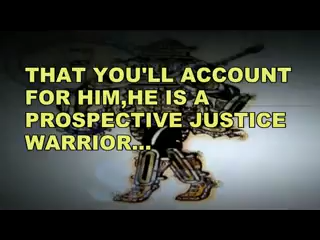 THAT YOU'LL ACCOUNT
FOR HIM,HE IS A
PROSPECTIVE JUSTICE
WARRIOR...